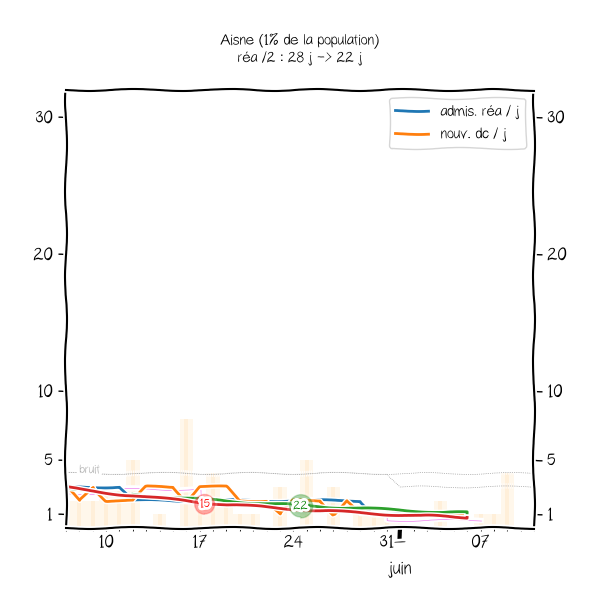 Aisne (1% de la population)
réa /2 : 28 j -> 22 j
admis. réa / j
nouv. dc / j
30
30
20
20
10
10
5
5
bruit
15
22
1
1
10
17
24
31
07
juin